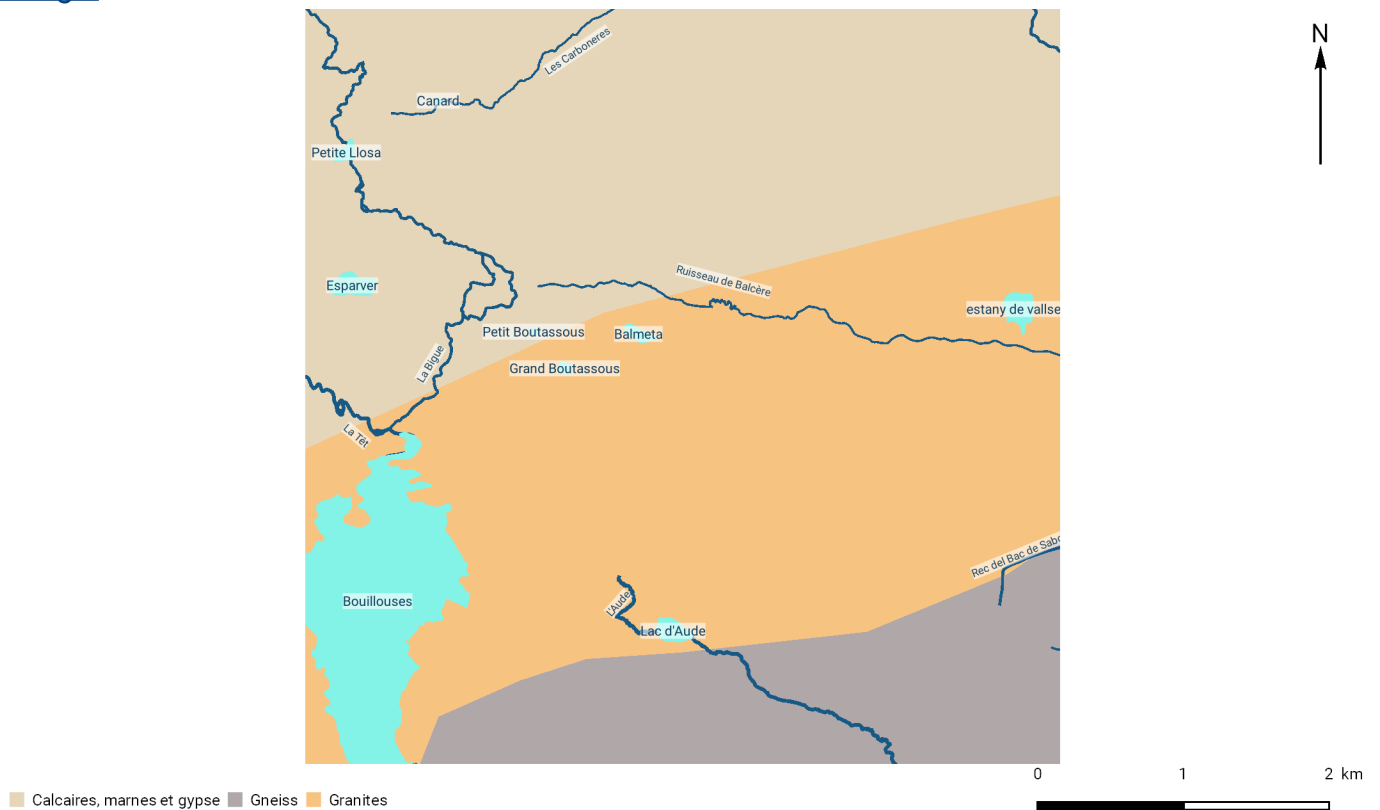 N
Les Carboneres
Canard
Petite Llosa
Ruisseau de Balcère
Esparver
estany de vallse
Petit Boutassous
Balmeta
La Bigue
Grand Boutassous
La Têt
Rec del Bac de Sabo
Bouillouses
L'Aude
Lac d'Aude
0 1 2 km
Calcaires, marnes et gypse Gneiss Granites